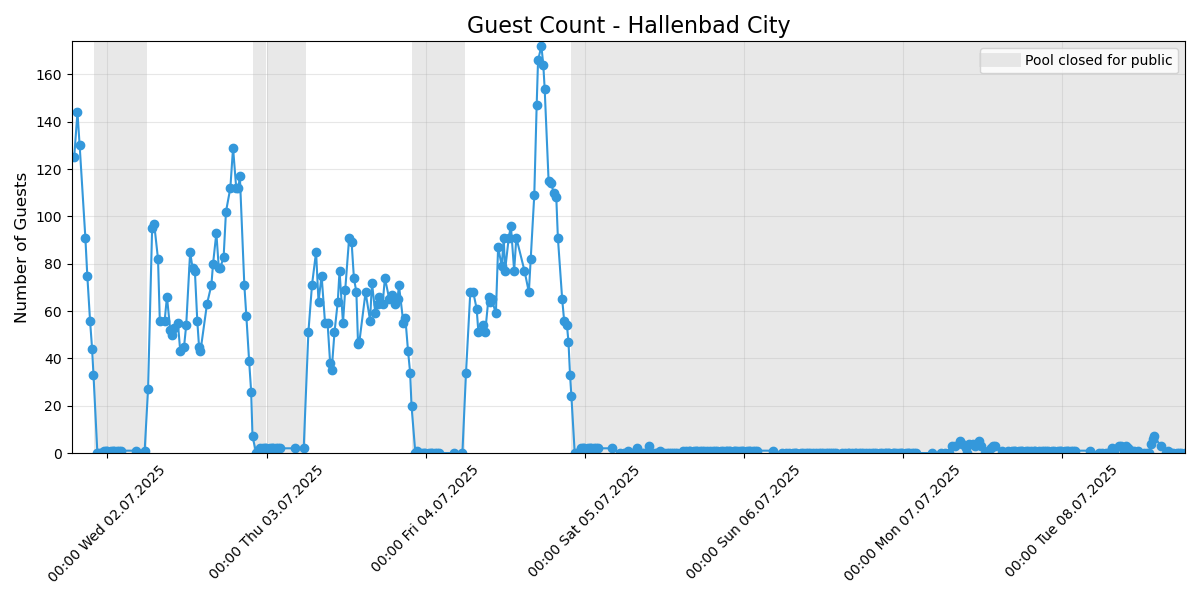 Guest Count - Hallenbad City
Pool closed for public
Number of Guests
160
140
120
100
80
60
40
20
0
00:00 Wed 02.07.2025
00:00 Thu 03.07.2025
00:00 Fri 04.07.2025
00:00 Sat 05.07.2025
00:00 Sun 06.07.2025
00:00 Mon 07.07.2025
00:00 Tue 08.07.2025